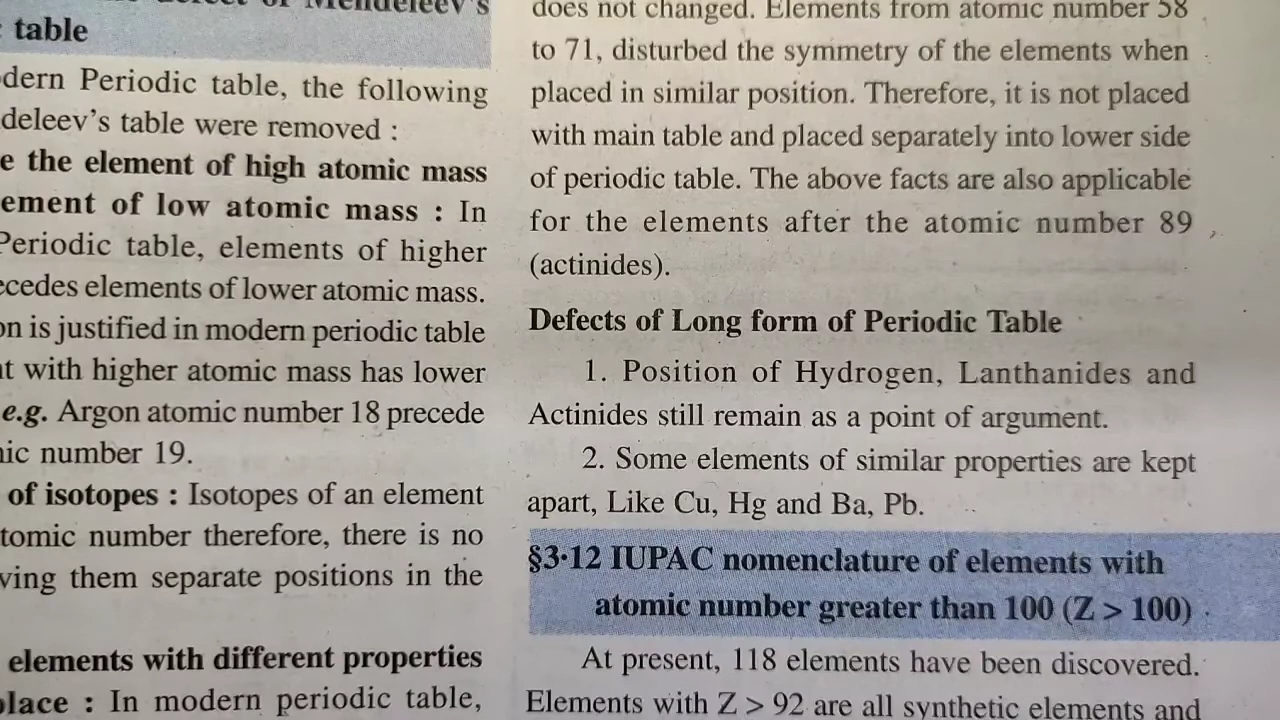 table
Periodic table, the following
table were removed :
the element of high atomic mass
of low atomic mass : In
Periodic table, elements of higher
elements of lower atomic mass.
is justified in modern periodic table
with higher atomic mass has lower
e.g. Argon atomic number 18 precede
number 19.
of isotopes : Isotopes of an element
number therefore, there is no
them separate positions in the
elements with different properties
: In modern periodic table,
does not changed. Elements from atomic number 58
to 71, disturbed the symmetry of the elements when
placed in similar position. Therefore, it is not placed
with main table and placed separately into lower side
of periodic table. The above facts are also applicable
for the elements after the atomic number 89
(actinides).
Defects of Long form of Periodic Table
1. Position of Hydrogen, Lanthanides and
Actinides still remain as a point of argument.
2. Some elements of similar properties are kept
apart, Like Cu, Hg and Ba, Pb.
§3·12 IUPAC nomenclature of elements with
atomic number greater than 100 (Z > 100)
At present, 118 elements have been discovered.
Elements with Z > 92 are all synthetic elements and